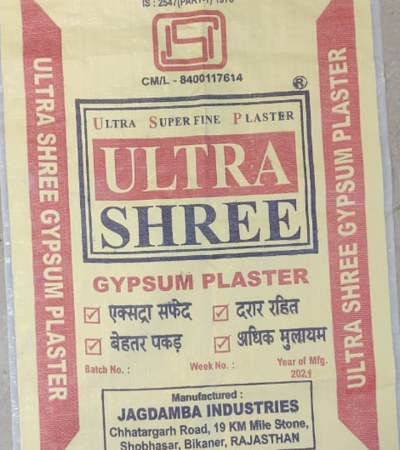 IS : 2547(PART-1) 1976
CM/L - 8400117614
®
ULTRA SUPER FINE PLASTER
ULTRA
SHREE
GYPSUM PLASTER
एक्सट्रा सफेद
दरार रहित
बेहतर पकड़
अधिक मुलायम
Batch No. :
Week No. :
Year of Mfg.
2021
Manufactured :
JAGDAMBA INDUSTRIES
Chhatargarh Road, 19 KM Mile Stone,
Shobhasar, Bikaner, RAJASTHAN
ULTRA SHREE GYPSUM PLASTER
ULTRA SHREE GYPSUM PLASTER